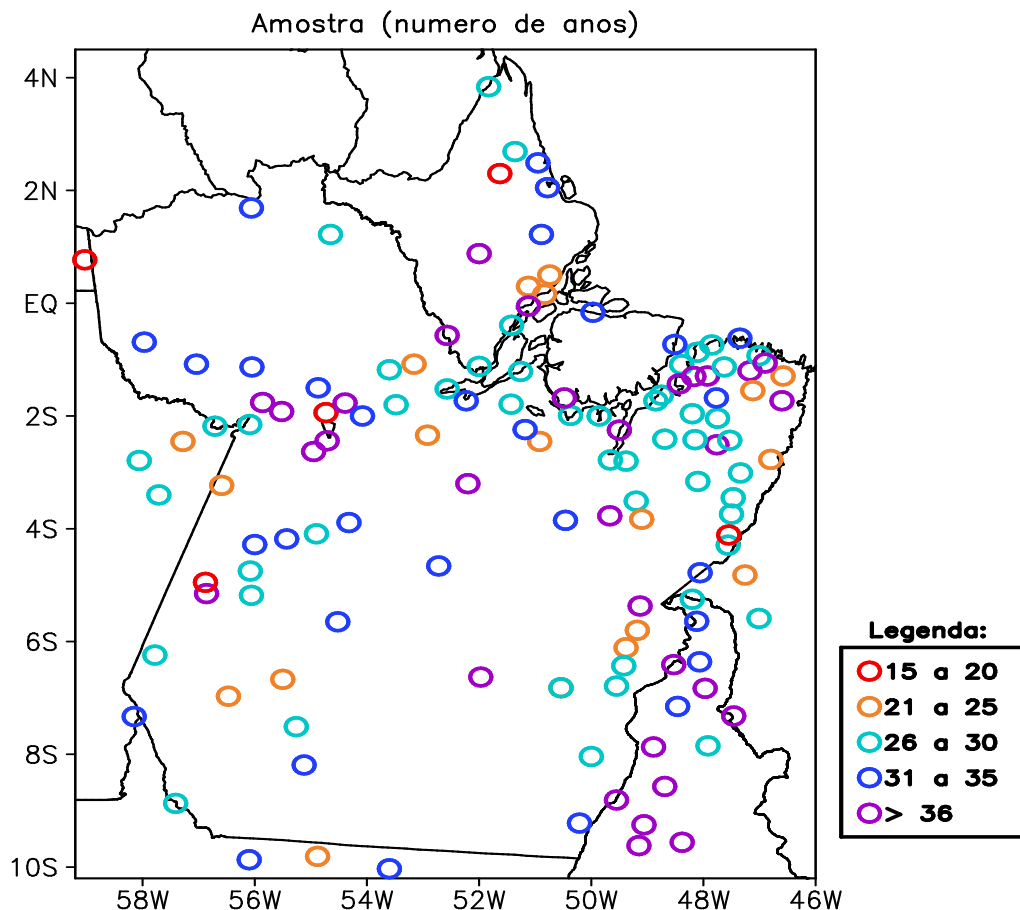 Amostra (numero de anos)
4N
2N
EQ
2S
4S
6S
8S
10S
58W 56W 54W 52W 50W 48W 46W
Legenda:
15 a 20
21 a 25
26 a 30
31 a 35
> 36